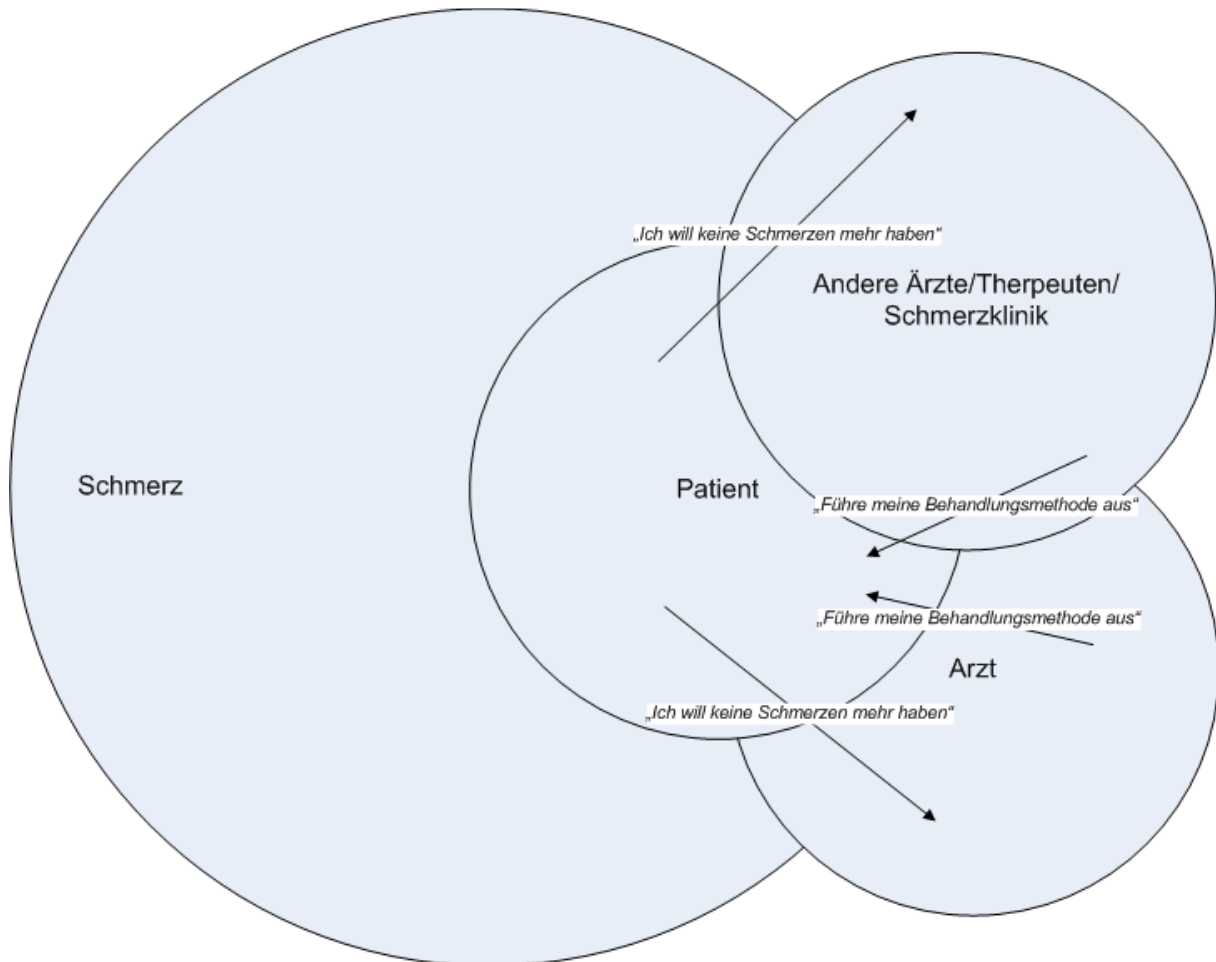 „Ich will keine Schmerzen mehr haben“
Andere Ärzte/Therpeuten/
Schmerzklinik
Schmerz
Patient
„Führe meine Behandlungsmethode aus“
„Führe meine Behandlungsmethode aus“
Arzt
„Ich will keine Schmerzen mehr haben“